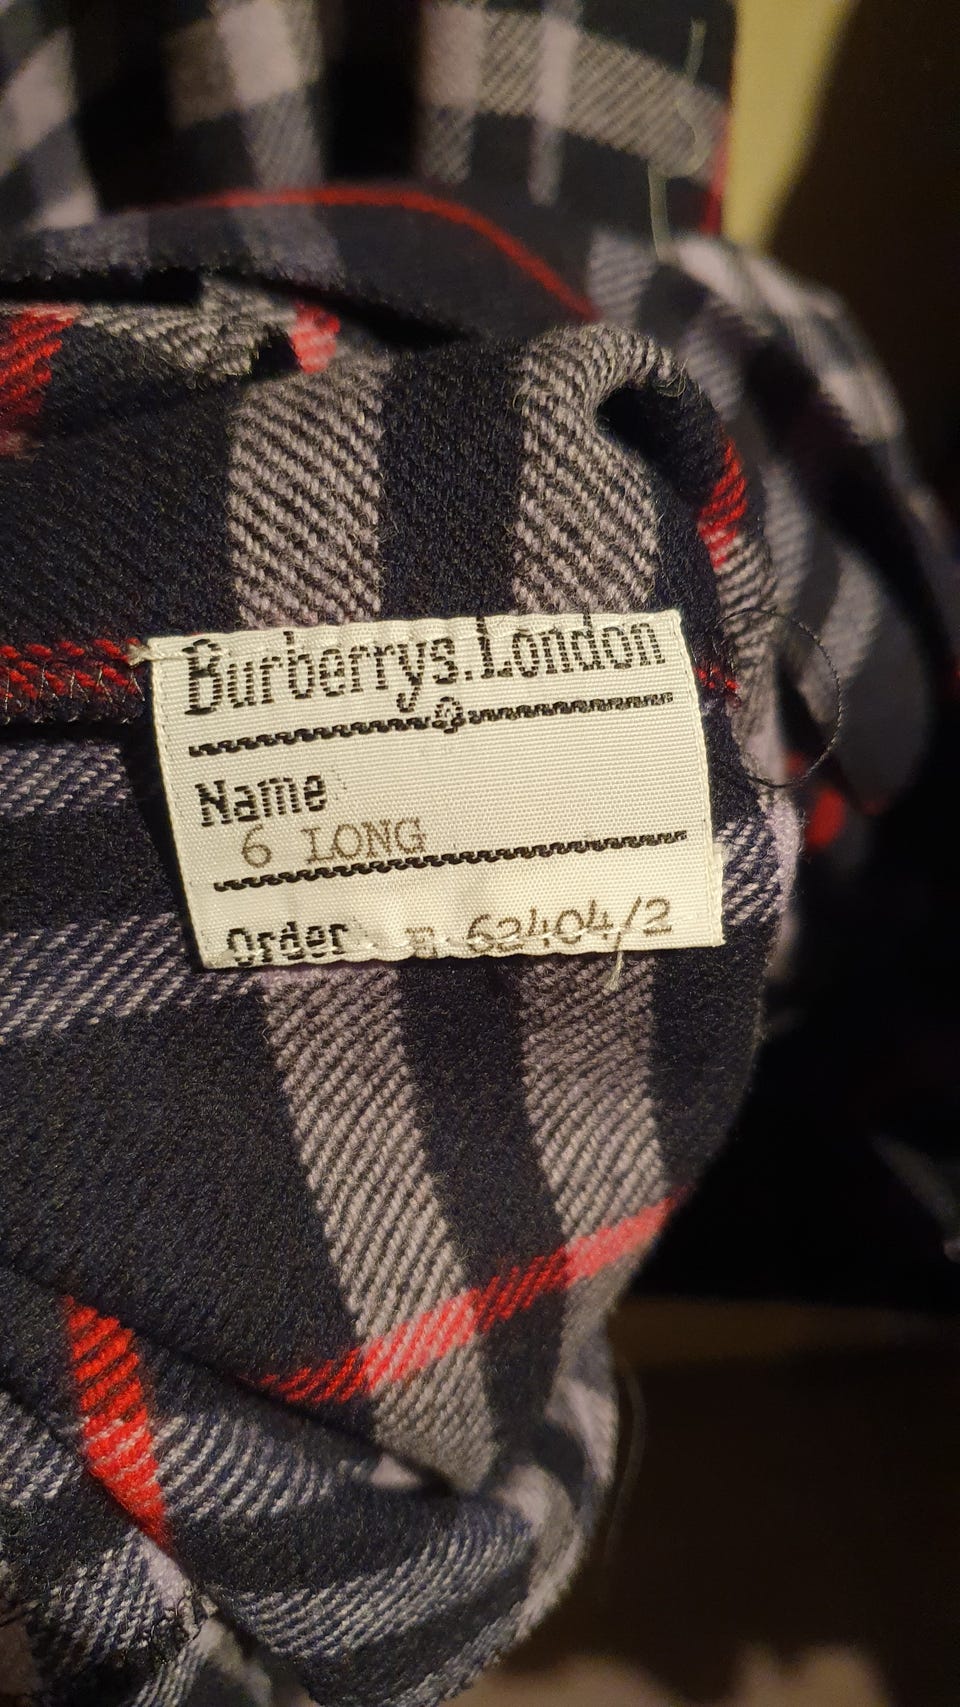 Burberrys.London
Name
6 LONG
Order E 62404/2